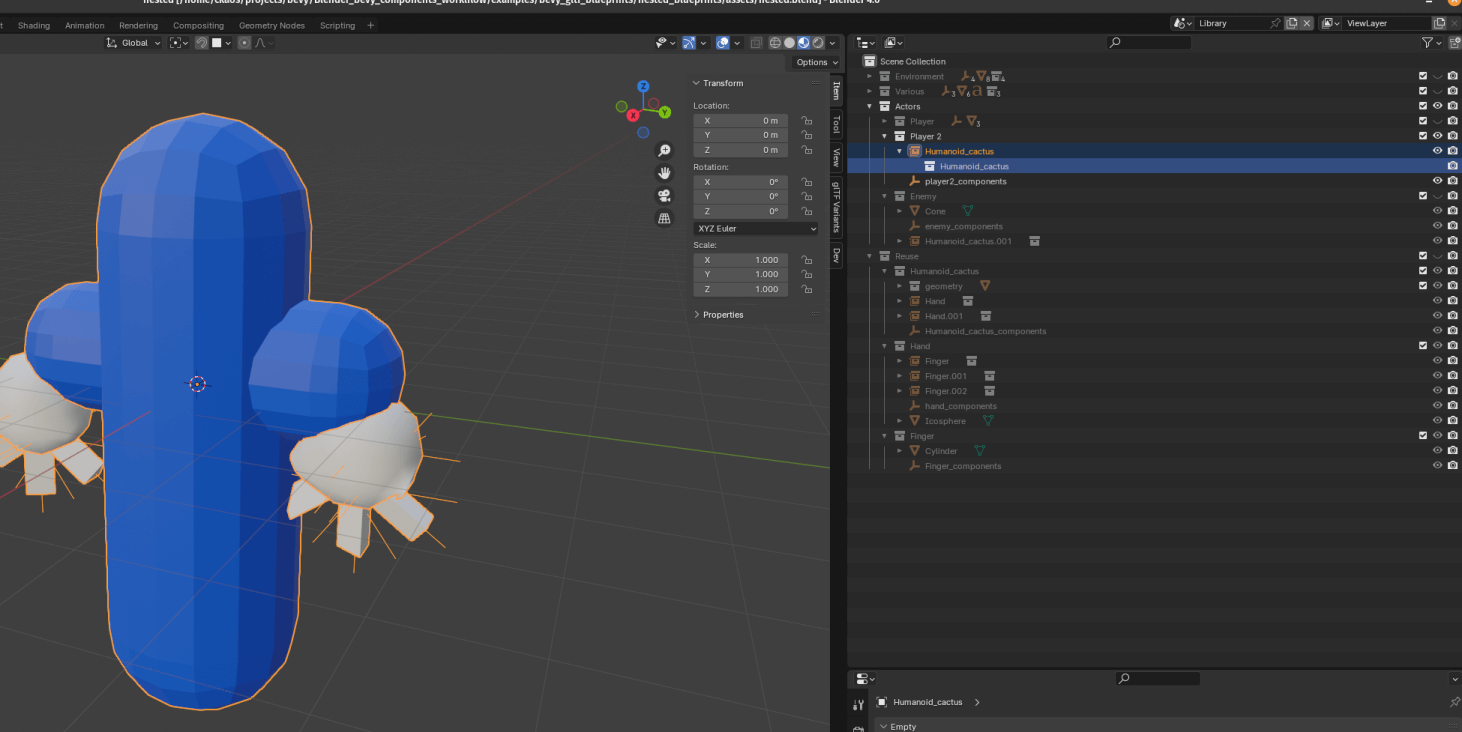 nested [/home/ckaos/projects/bevy/Blender_bevy_components_workflow/examples/bevy_gltf_blueprints/nested_blueprints/assets/nested.blend] - Blender 4.0
Shading Animation Rendering Compositing Geometry Nodes Scripting +
Library ViewLayer
Global
Options
Transform
Location:
X 0 m
Y 0 m
Z 0 m
Rotation:
X 0°
Y 0°
Z 0°
XYZ Euler
Scale:
X 1.000
Y 1.000
Z 1.000
Properties
Z
Y
X
Item
Tool
View
glTF Variants
Dev
Scene Collection
Environment 4 8 4
Various 3 6 3
Actors
Player 3
Player 2
Humanoid_cactus
Humanoid_cactus
player2_components
Enemy
Cone
enemy_components
Humanoid_cactus.001
Reuse
Humanoid_cactus
geometry
Hand
Hand.001
Humanoid_cactus_components
Hand
Finger
Finger.001
Finger.002
hand_components
Icosphere
Finger
Cylinder
Finger_components
Humanoid_cactus
Empty